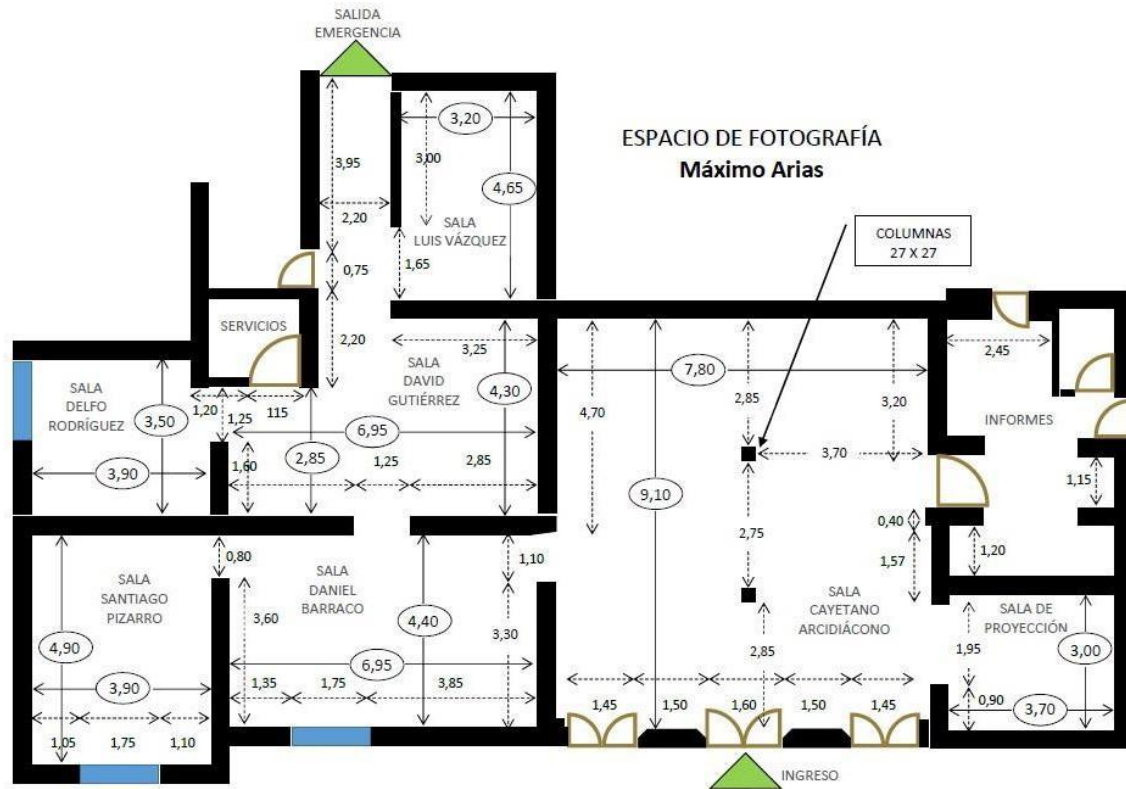 SALIDA
EMERGENCIA
ESPACIO DE FOTOGRAFÍA
Máximo Arias
3,20
3,00
3,95
4,65
2,20
SALA
LUIS VÁZQUEZ
COLUMNAS
27 X 27
0,75
1,65
SERVICIOS
2,20
3,25
SALA
DAVID
GUTIÉRREZ
4,30
7,80
2,85
3,20
2,45
SALA
DELFO
RODRÍGUEZ
3,50
1,20
1,25
115
4,70
INFORMES
6,95
3,90
1,60
2,85
1,25
2,85
3,70
9,10
1,15
2,75
0,40
1,57
1,20
0,80
1,10
SALA
SANTIAGO
PIZARRO
SALA
DANIEL
BARRACO
SALA
CAYETANO
ARCIDIÁCONO
SALA DE
PROYECCIÓN
3,60
4,40
3,30
4,90
2,85
1,95
3,00
6,95
3,90
1,35
1,75
3,85
1,45
1,50
1,60
1,50
1,45
0,90
3,70
1,05
1,75
1,10
INGRESO